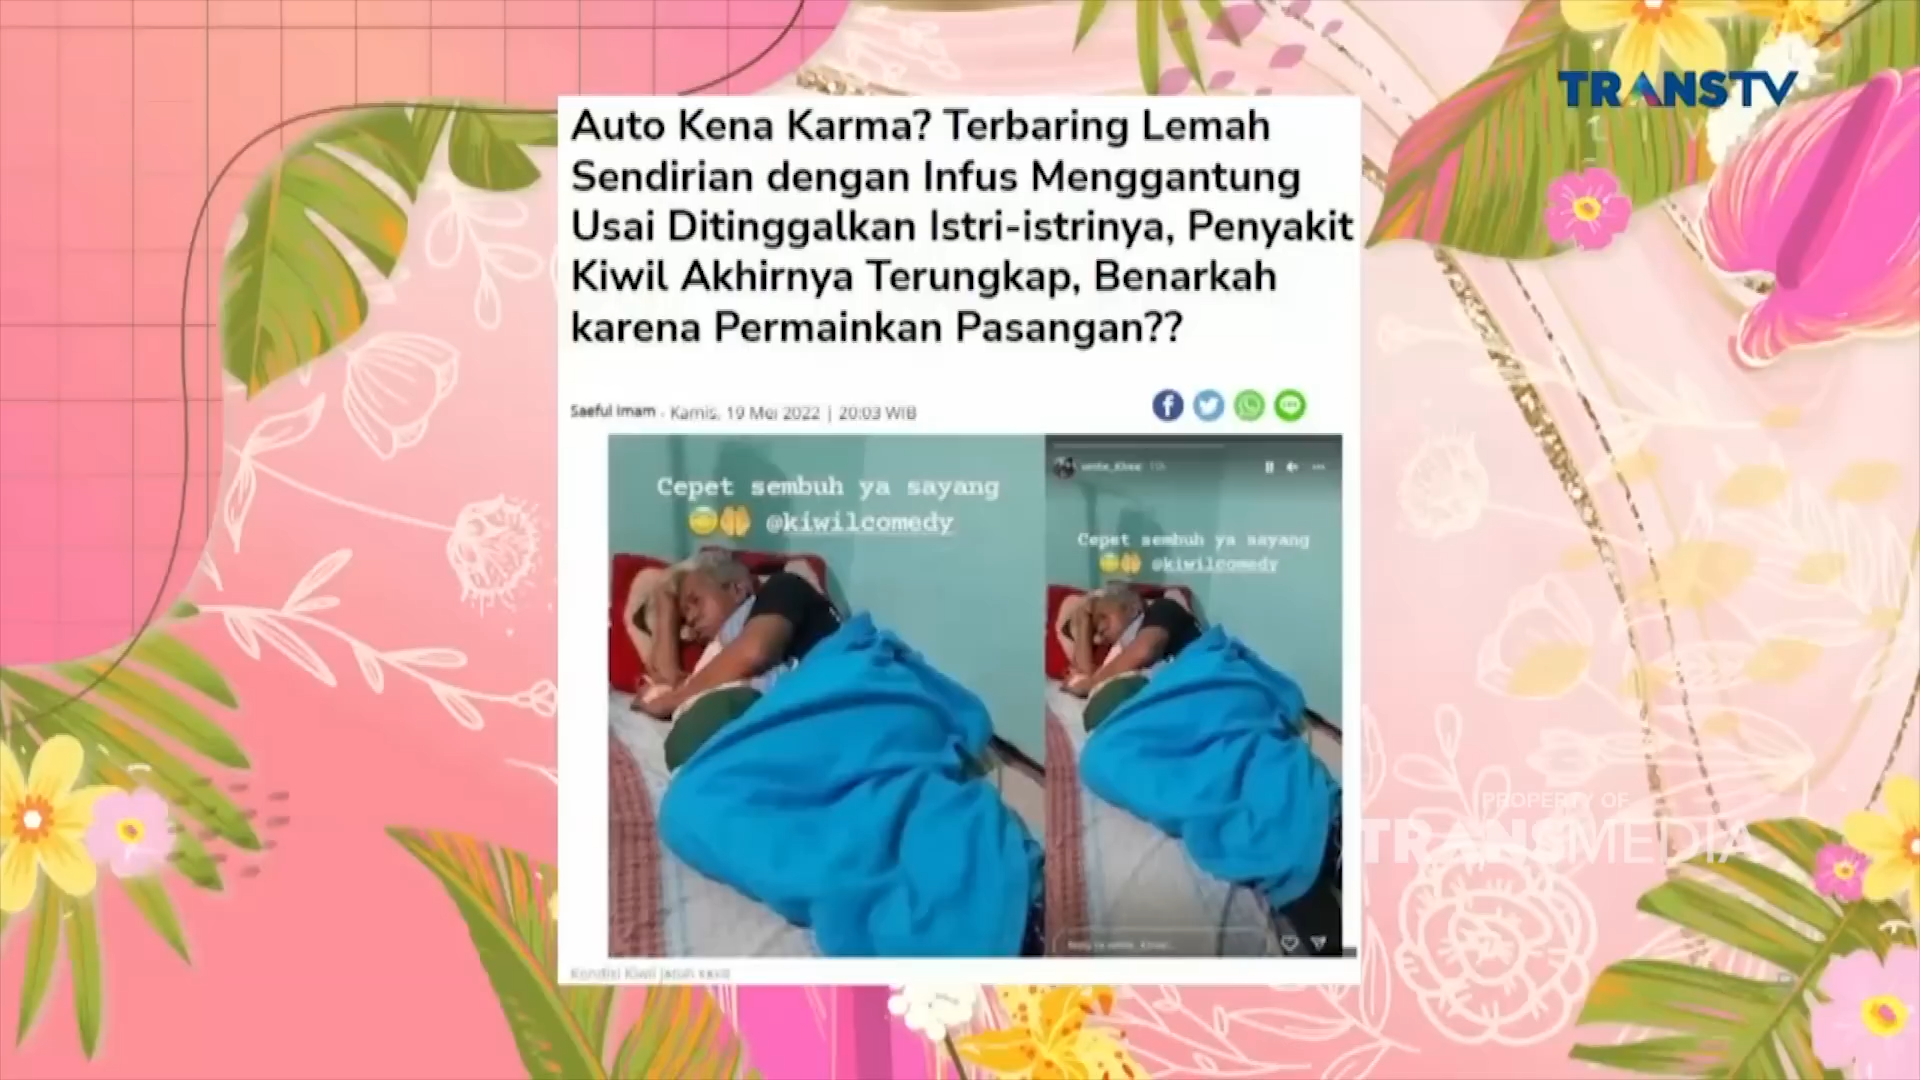 TRANSTV
Auto Kena Karma? Terbaring Lemah
Sendirian dengan Infus Menggantung
Usai Ditinggalkan Istri-istrinya, Penyakit
Kiwil Akhirnya Terungkap, Benarkah
karena Permainkan Pasangan??
Saeful Imam - Kamis, 19 Mei 2022 | 20:03 WIB
Cepet sembuh ya sayang
@kiwilcomedy
Cepet sembuh ya sayang
@kiwilcomedy
PROPERTY OF
TRANSMEDIA
Kondisi Kiwil jatuh sakit